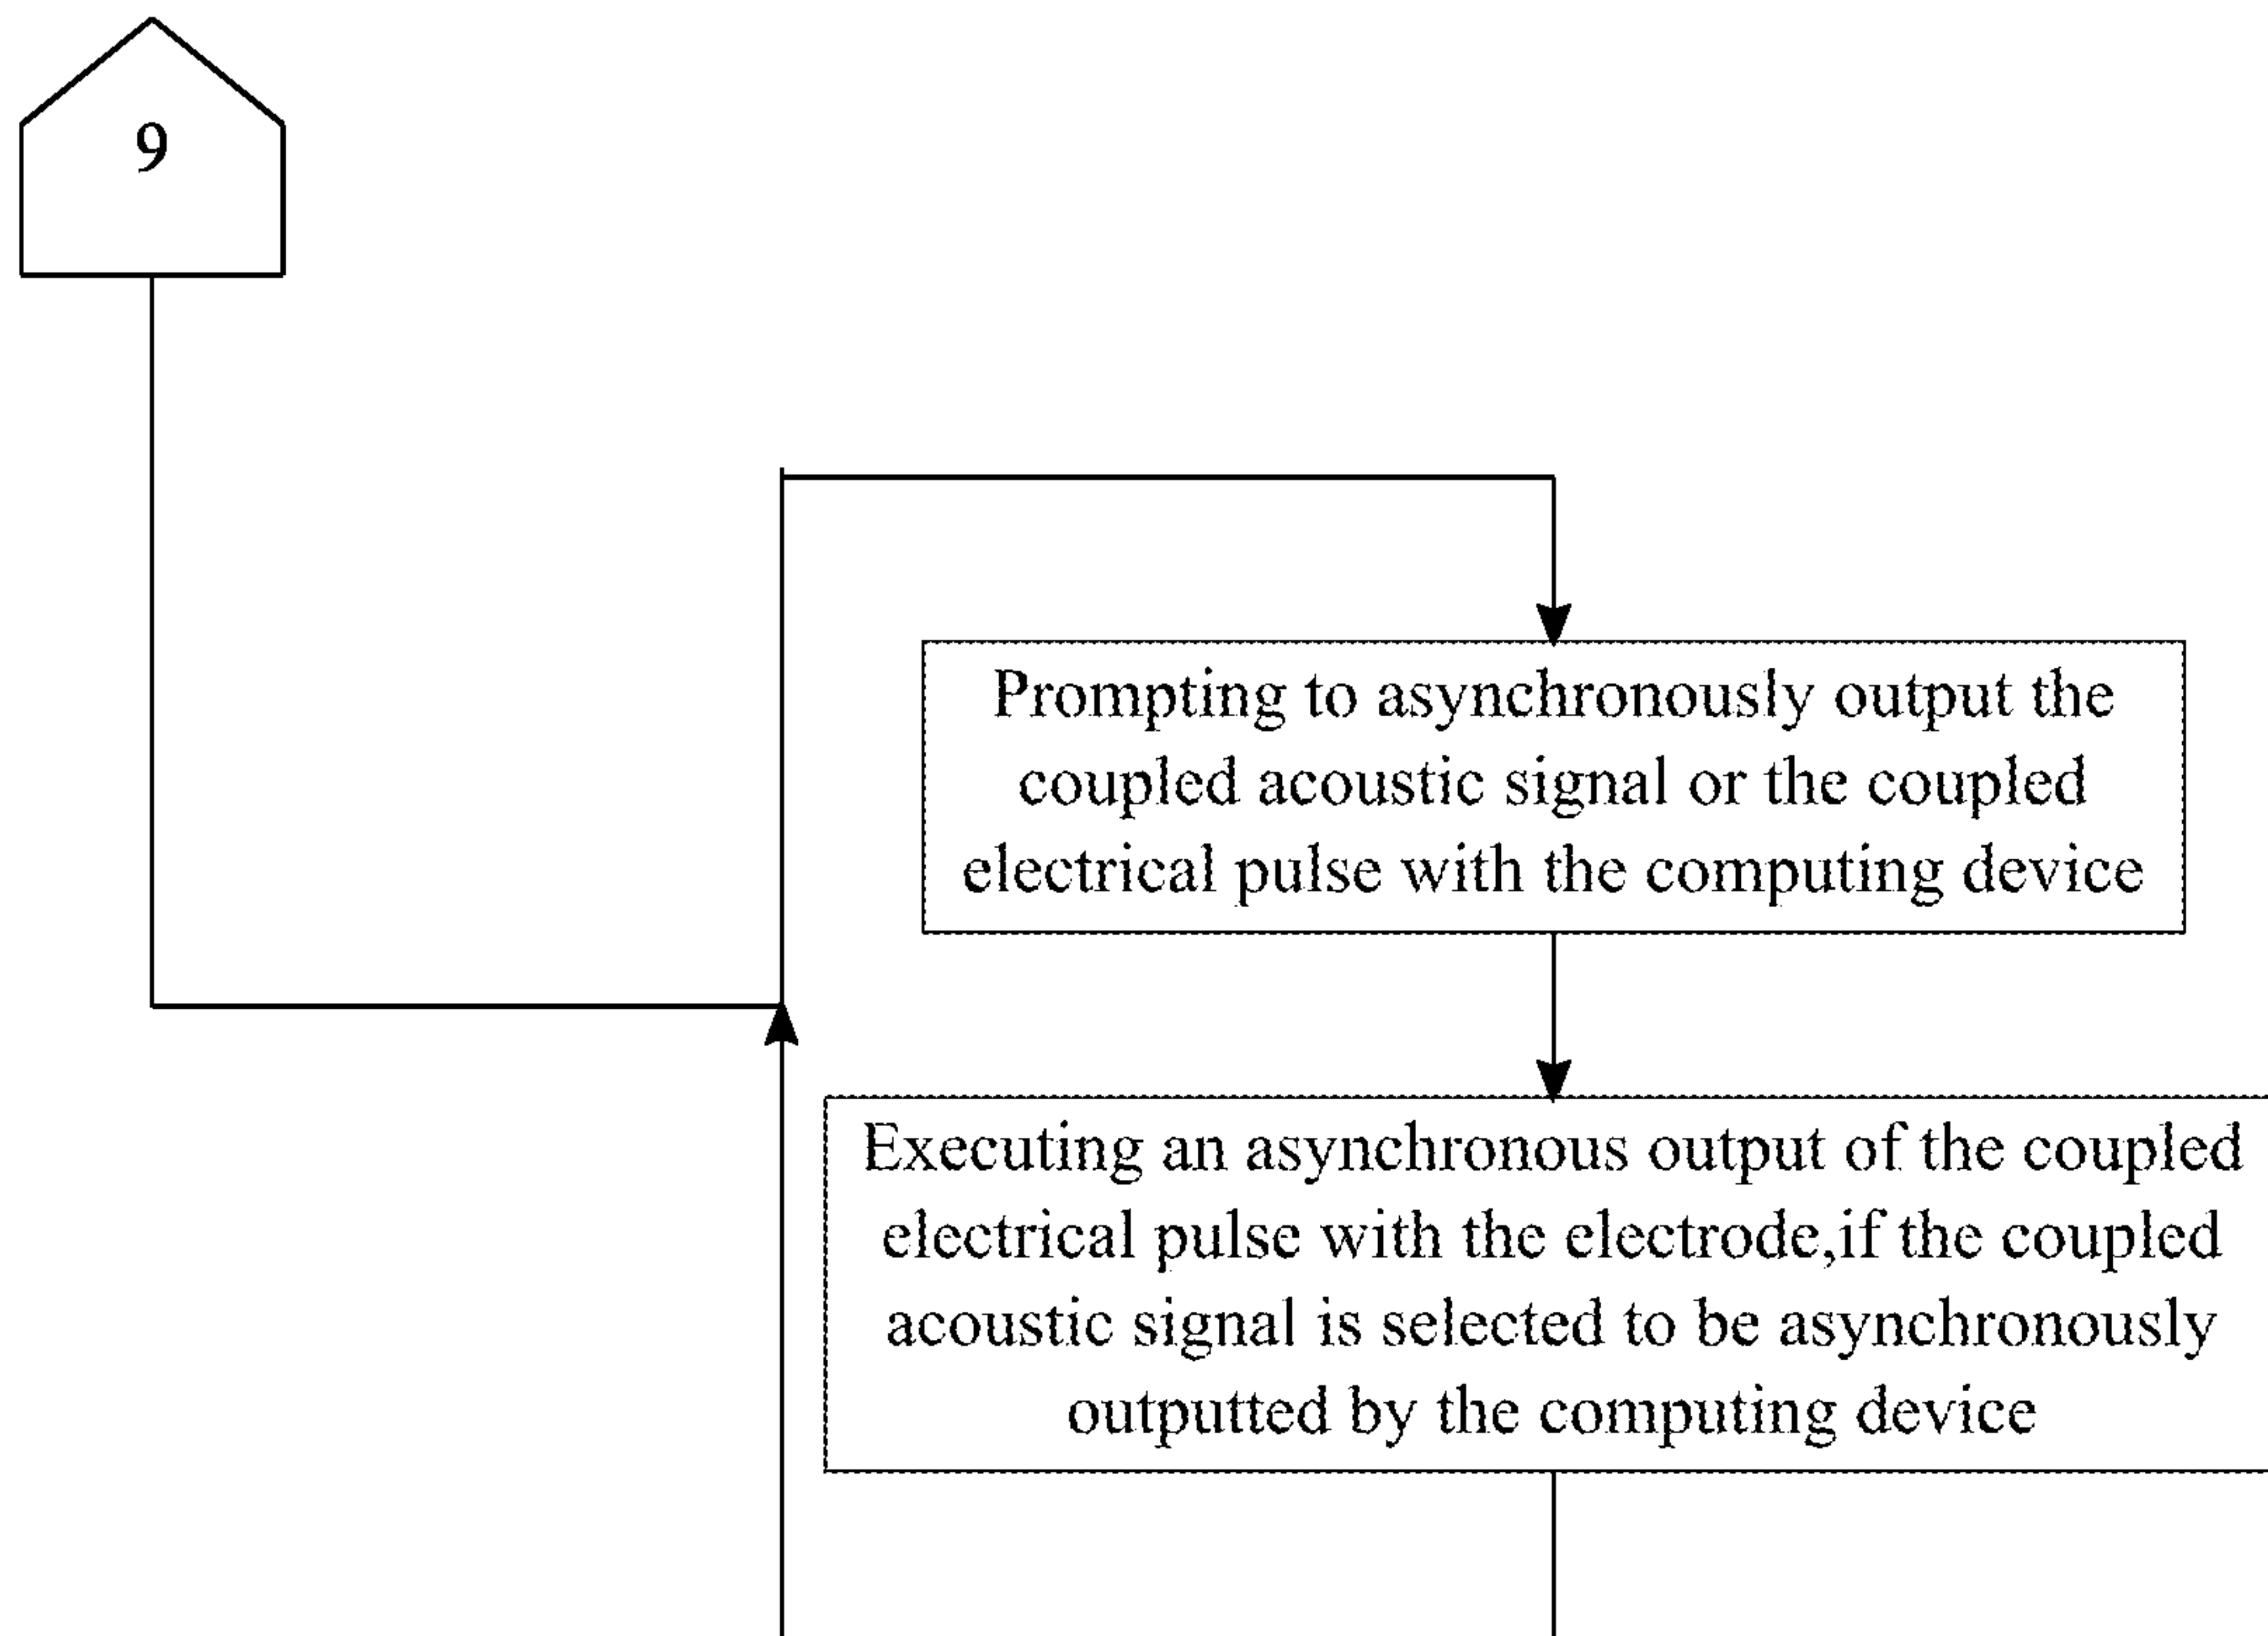 9
Prompting to asynchronously output the
coupled acoustic signal or the coupled
electrical pulse with the computing device
Executing an asynchronous output of the coupled
electrical pulse with the electrode,if the coupled
acoustic signal is selected to be asynchronously
outputted by the computing device